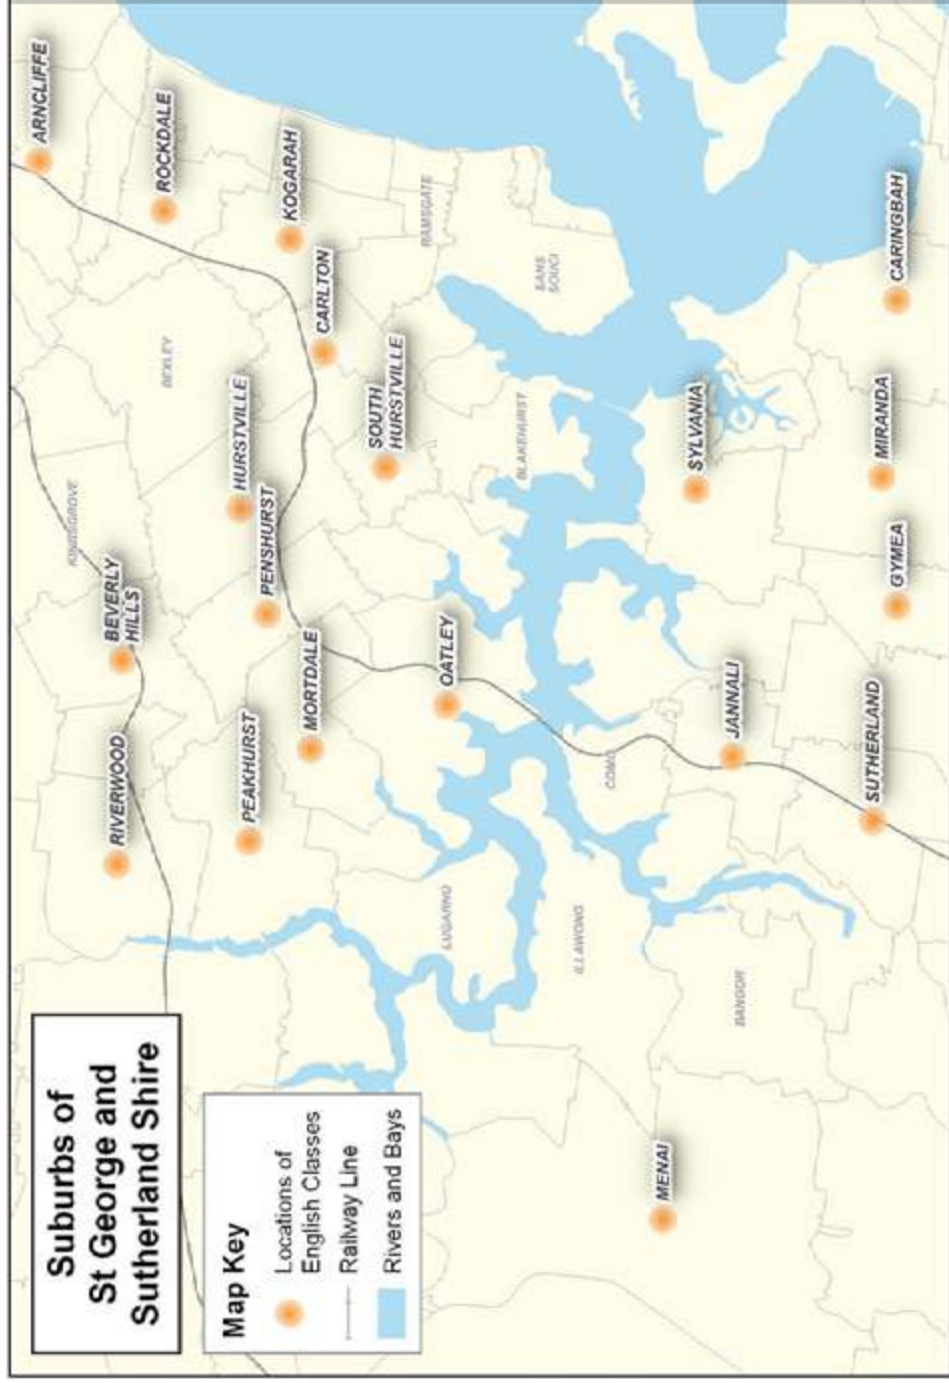 Suburbs of
St George and
Sutherland Shire
Map Key
Locations of
English Classes
Railway Line
Rivers and Bays
ARNCLIFFE
ROCKDALE
KOGARAH
CARLTON
RAMSGATE
SANS
SOUCI
BEXLEY
HURSTVILLE
SOUTH
HURSTVILLE
KINGSGROVE
BEVERLY
HILLS
PENSHURST
MORTDALE
RIVERWOOD
PEAKHURST
OATLEY
BLAKEHURST
LUGARNO
ILLAWONG
COMO
BANGOR
MENAI
SYLVANIA
CARINGBAH
MIRANDA
GYMEA
JANNALI
SUTHERLAND